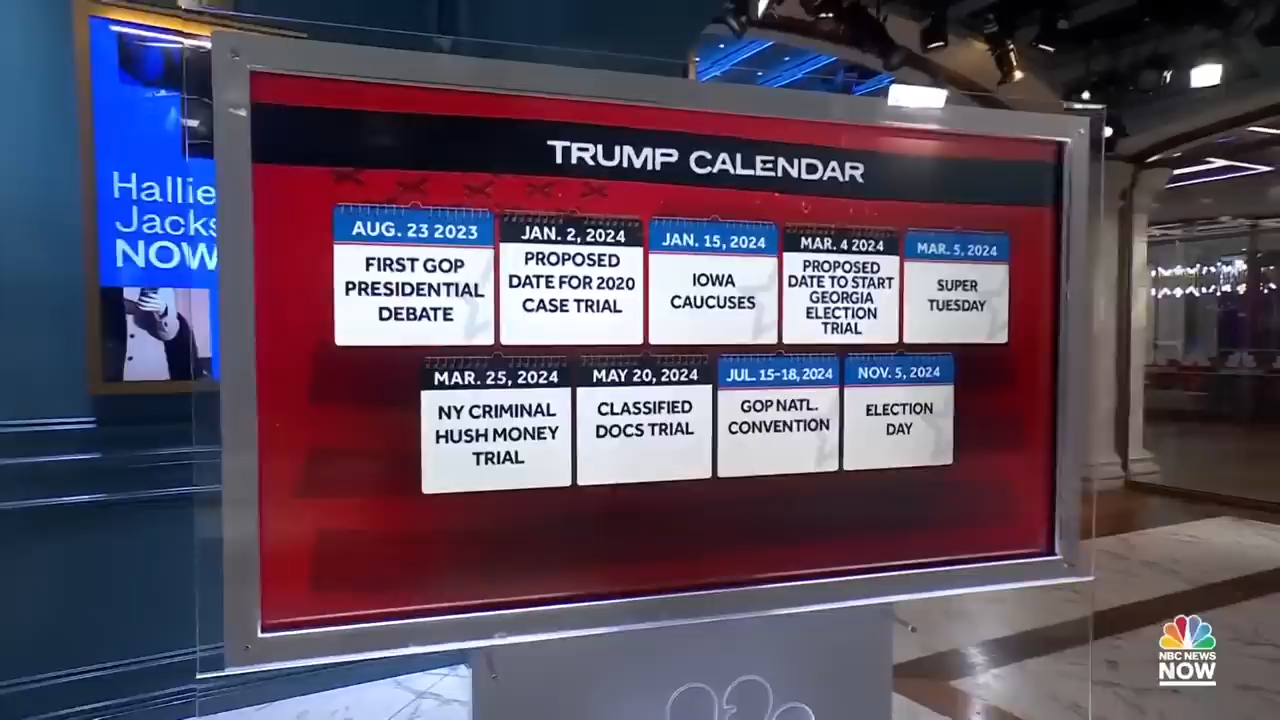 Hallie
Jacks
NOW
TRUMP CALENDAR
AUG. 23 2023
FIRST GOP
PRESIDENTIAL
DEBATE
JAN. 2, 2024
PROPOSED
DATE FOR 2020
CASE TRIAL
JAN. 15, 2024
IOWA
CAUCUSES
MAR. 4 2024
PROPOSED
DATE TO START
GEORGIA
ELECTION
TRIAL
MAR. 5, 2024
SUPER
TUESDAY
MAR. 25, 2024
NY CRIMINAL
HUSH MONEY
TRIAL
MAY 20, 2024
CLASSIFIED
DOCS TRIAL
JUL. 15-18, 2024
GOP NATL.
CONVENTION
NOV. 5, 2024
ELECTION
DAY
NBC NEWS
NOW